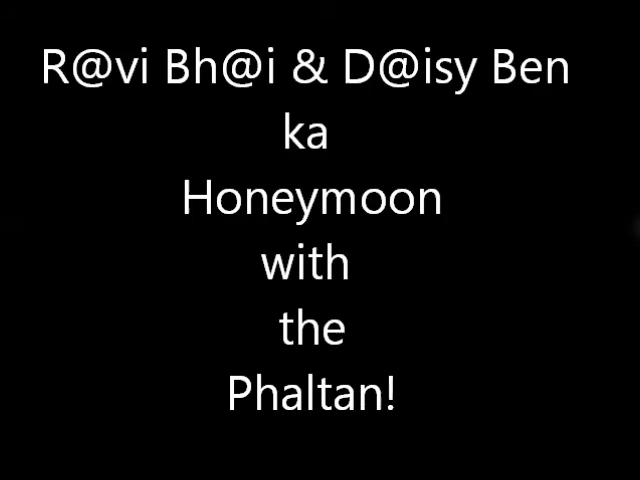 R@vi Bh@i & D@isy Ben
ka
Honeymoon
with
the
Phaltan!